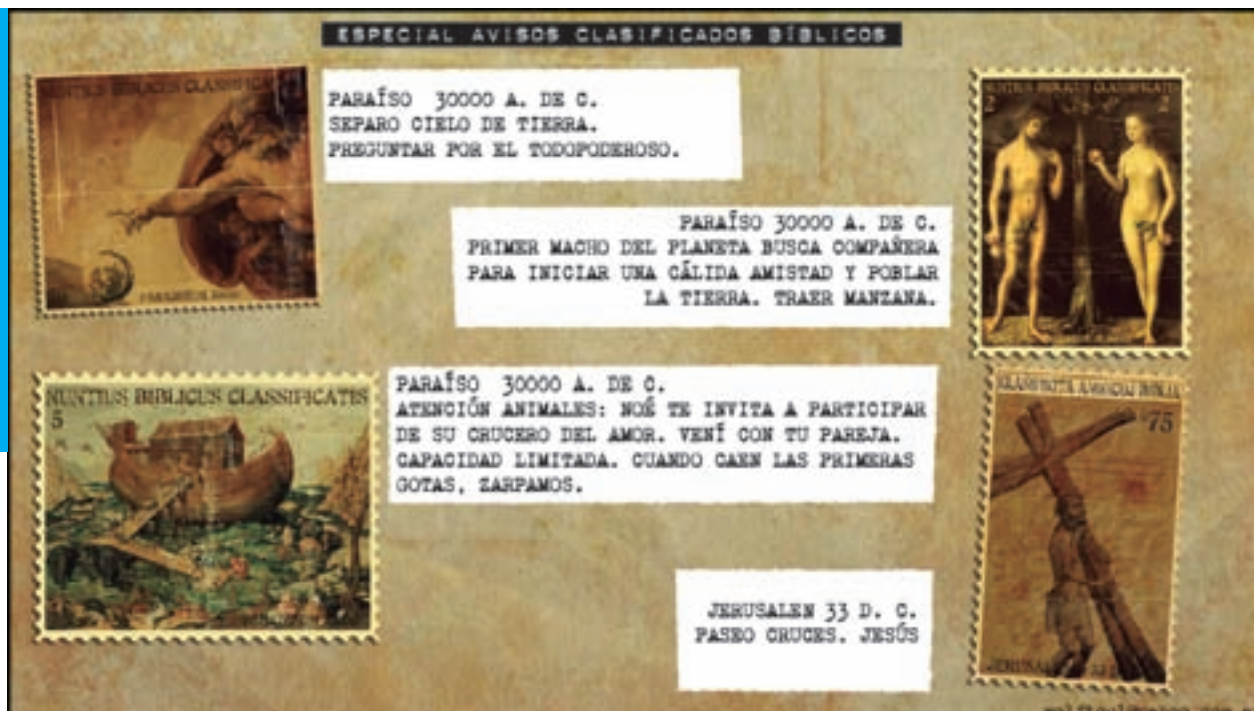 ESPECIAL AVISOS CLASIFICADOS BÍBLICOS
NUNTIUS BIBLICUS CLASSIFICATIS
PARAÍSO 30000 A. DE C.
SEPARO CIELO DE TIERRA.
PREGUNTAR POR EL TODOPODEROSO.
NUNTIUS BIBLICUS CLASSIFICATIS
2 2
PARAÍSO 30000 A. DE C.
PRIMER MACHO DEL PLANETA BUSCA COMPAÑERA
PARA INICIAR UNA CÁLIDA AMISTAD Y POBLAR
LA TIERRA. TRAER MANZANA.
NUNTIUS BIBLICUS CLASSIFICATIS
5
PARAÍSO 30000 A. DE C.
ATENCIÓN ANIMALES: NOÉ TE INVITA A PARTICIPAR
DE SU CRUCERO DEL AMOR. VENÍ CON TU PAREJA.
CAPACIDAD LIMITADA. CUANDO CAEN LAS PRIMERAS
GOTAS, ZARPAMOS.
75
JERUSALEN 33 D. C.
PASEO CRUCES. JESÚS